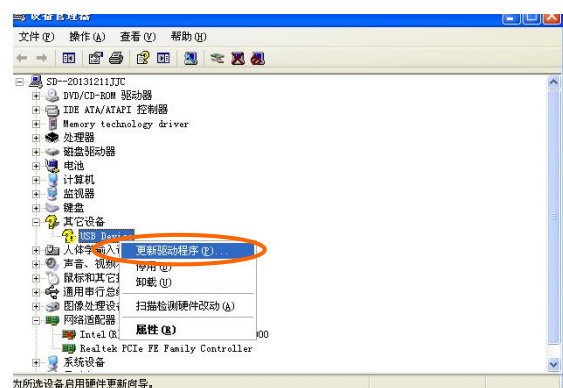 设备管理器
文件(F) 操作(A) 查看(V) 帮助(H)
SD--20131211JJC
DVD/CD-ROM 驱动器
IDE ATA/ATAPI 控制器
Memory technology driver
处理器
磁盘驱动器
电池
计算机
监视器
键盘
其它设备
USB Device
人体学输入
更新驱动程序(P)...
声音、视频
停用(D)
鼠标和其它
卸载(U)
通用串行总
图像处理设
扫描检测硬件改动(A)
网络适配器
属性(R)
Intel(R) 00
Realtek PCIe FE Family Controller
系统设备
为所选设备启用硬件更新向导。